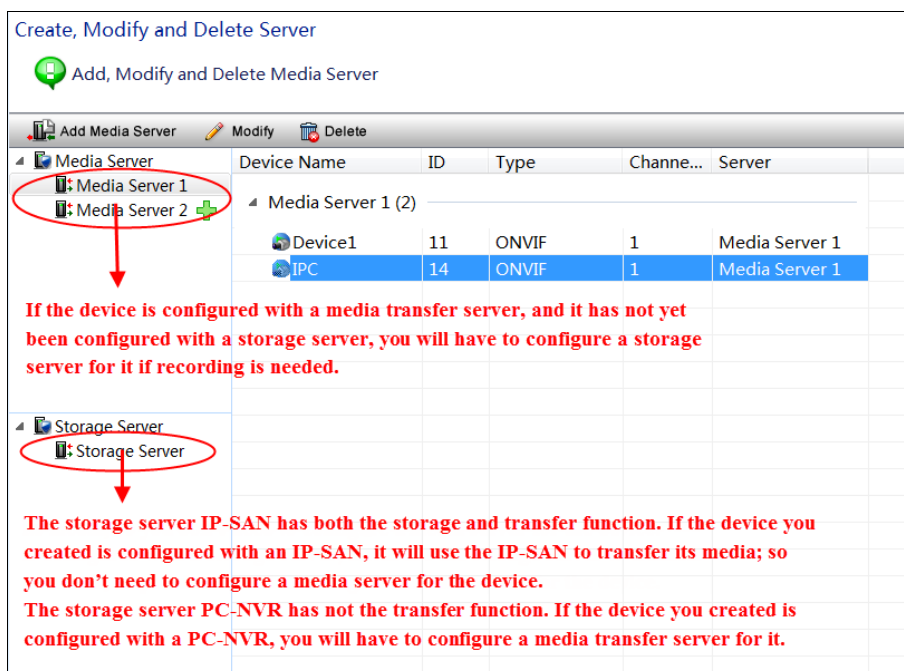 Create, Modify and Delete Server
Add, Modify and Delete Media Server
Add Media Server Modify Delete
Media Server Device Name ID Type Channe... Server
Media Server 1
Media Server 2 Media Server 1 (2)
Device1 11 ONVIF 1 Media Server 1
IPC 14 ONVIF 1 Media Server 1
If the device is configured with a media transfer server, and it has not yet
been configured with a storage server, you will have to configure a storage
server for it if recording is needed.
Storage Server
Storage Server
The storage server IP-SAN has both the storage and transfer function. If the device you
created is configured with an IP-SAN, it will use the IP-SAN to transfer its media; so
you don't need to configure a media server for the device.
The storage server PC-NVR has not the transfer function. If the device you created is
configured with a PC-NVR, you will have to configure a media transfer server for it.